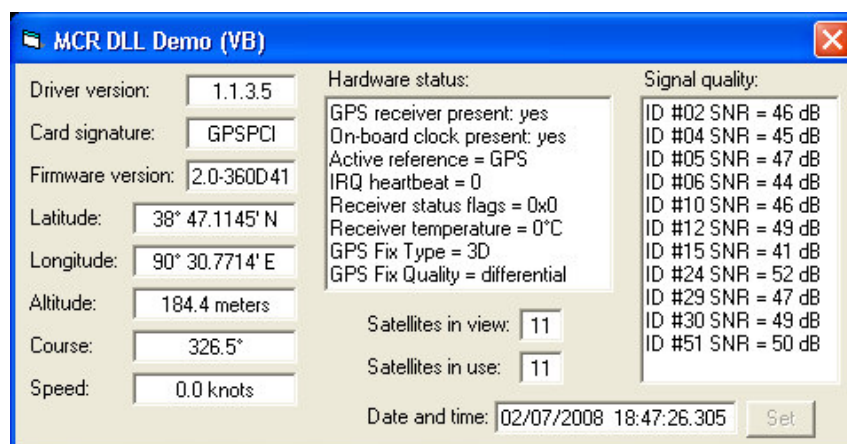 MCR DLL Demo (VB)
Driver version: 1.1.3.5
Card signature: GPSPCI
Firmware version: 2.0-360D41
Latitude: 38° 47.1145' N
Longitude: 90° 30.7714' E
Altitude: 184.4 meters
Course: 326.5°
Speed: 0.0 knots
Hardware status:
GPS receiver present: yes
On-board clock present: yes
Active reference = GPS
IRQ heartbeat = 0
Receiver status flags = 0x0
Receiver temperature = 0°C
GPS Fix Type = 3D
GPS Fix Quality = differential
Satellites in view: 11
Satellites in use: 11
Signal quality:
ID #02 SNR = 46 dB
ID #04 SNR = 45 dB
ID #05 SNR = 47 dB
ID #06 SNR = 44 dB
ID #10 SNR = 46 dB
ID #12 SNR = 49 dB
ID #15 SNR = 41 dB
ID #24 SNR = 52 dB
ID #29 SNR = 47 dB
ID #30 SNR = 49 dB
ID #51 SNR = 50 dB
Date and time: 02/07/2008 18:47:26.305 Set